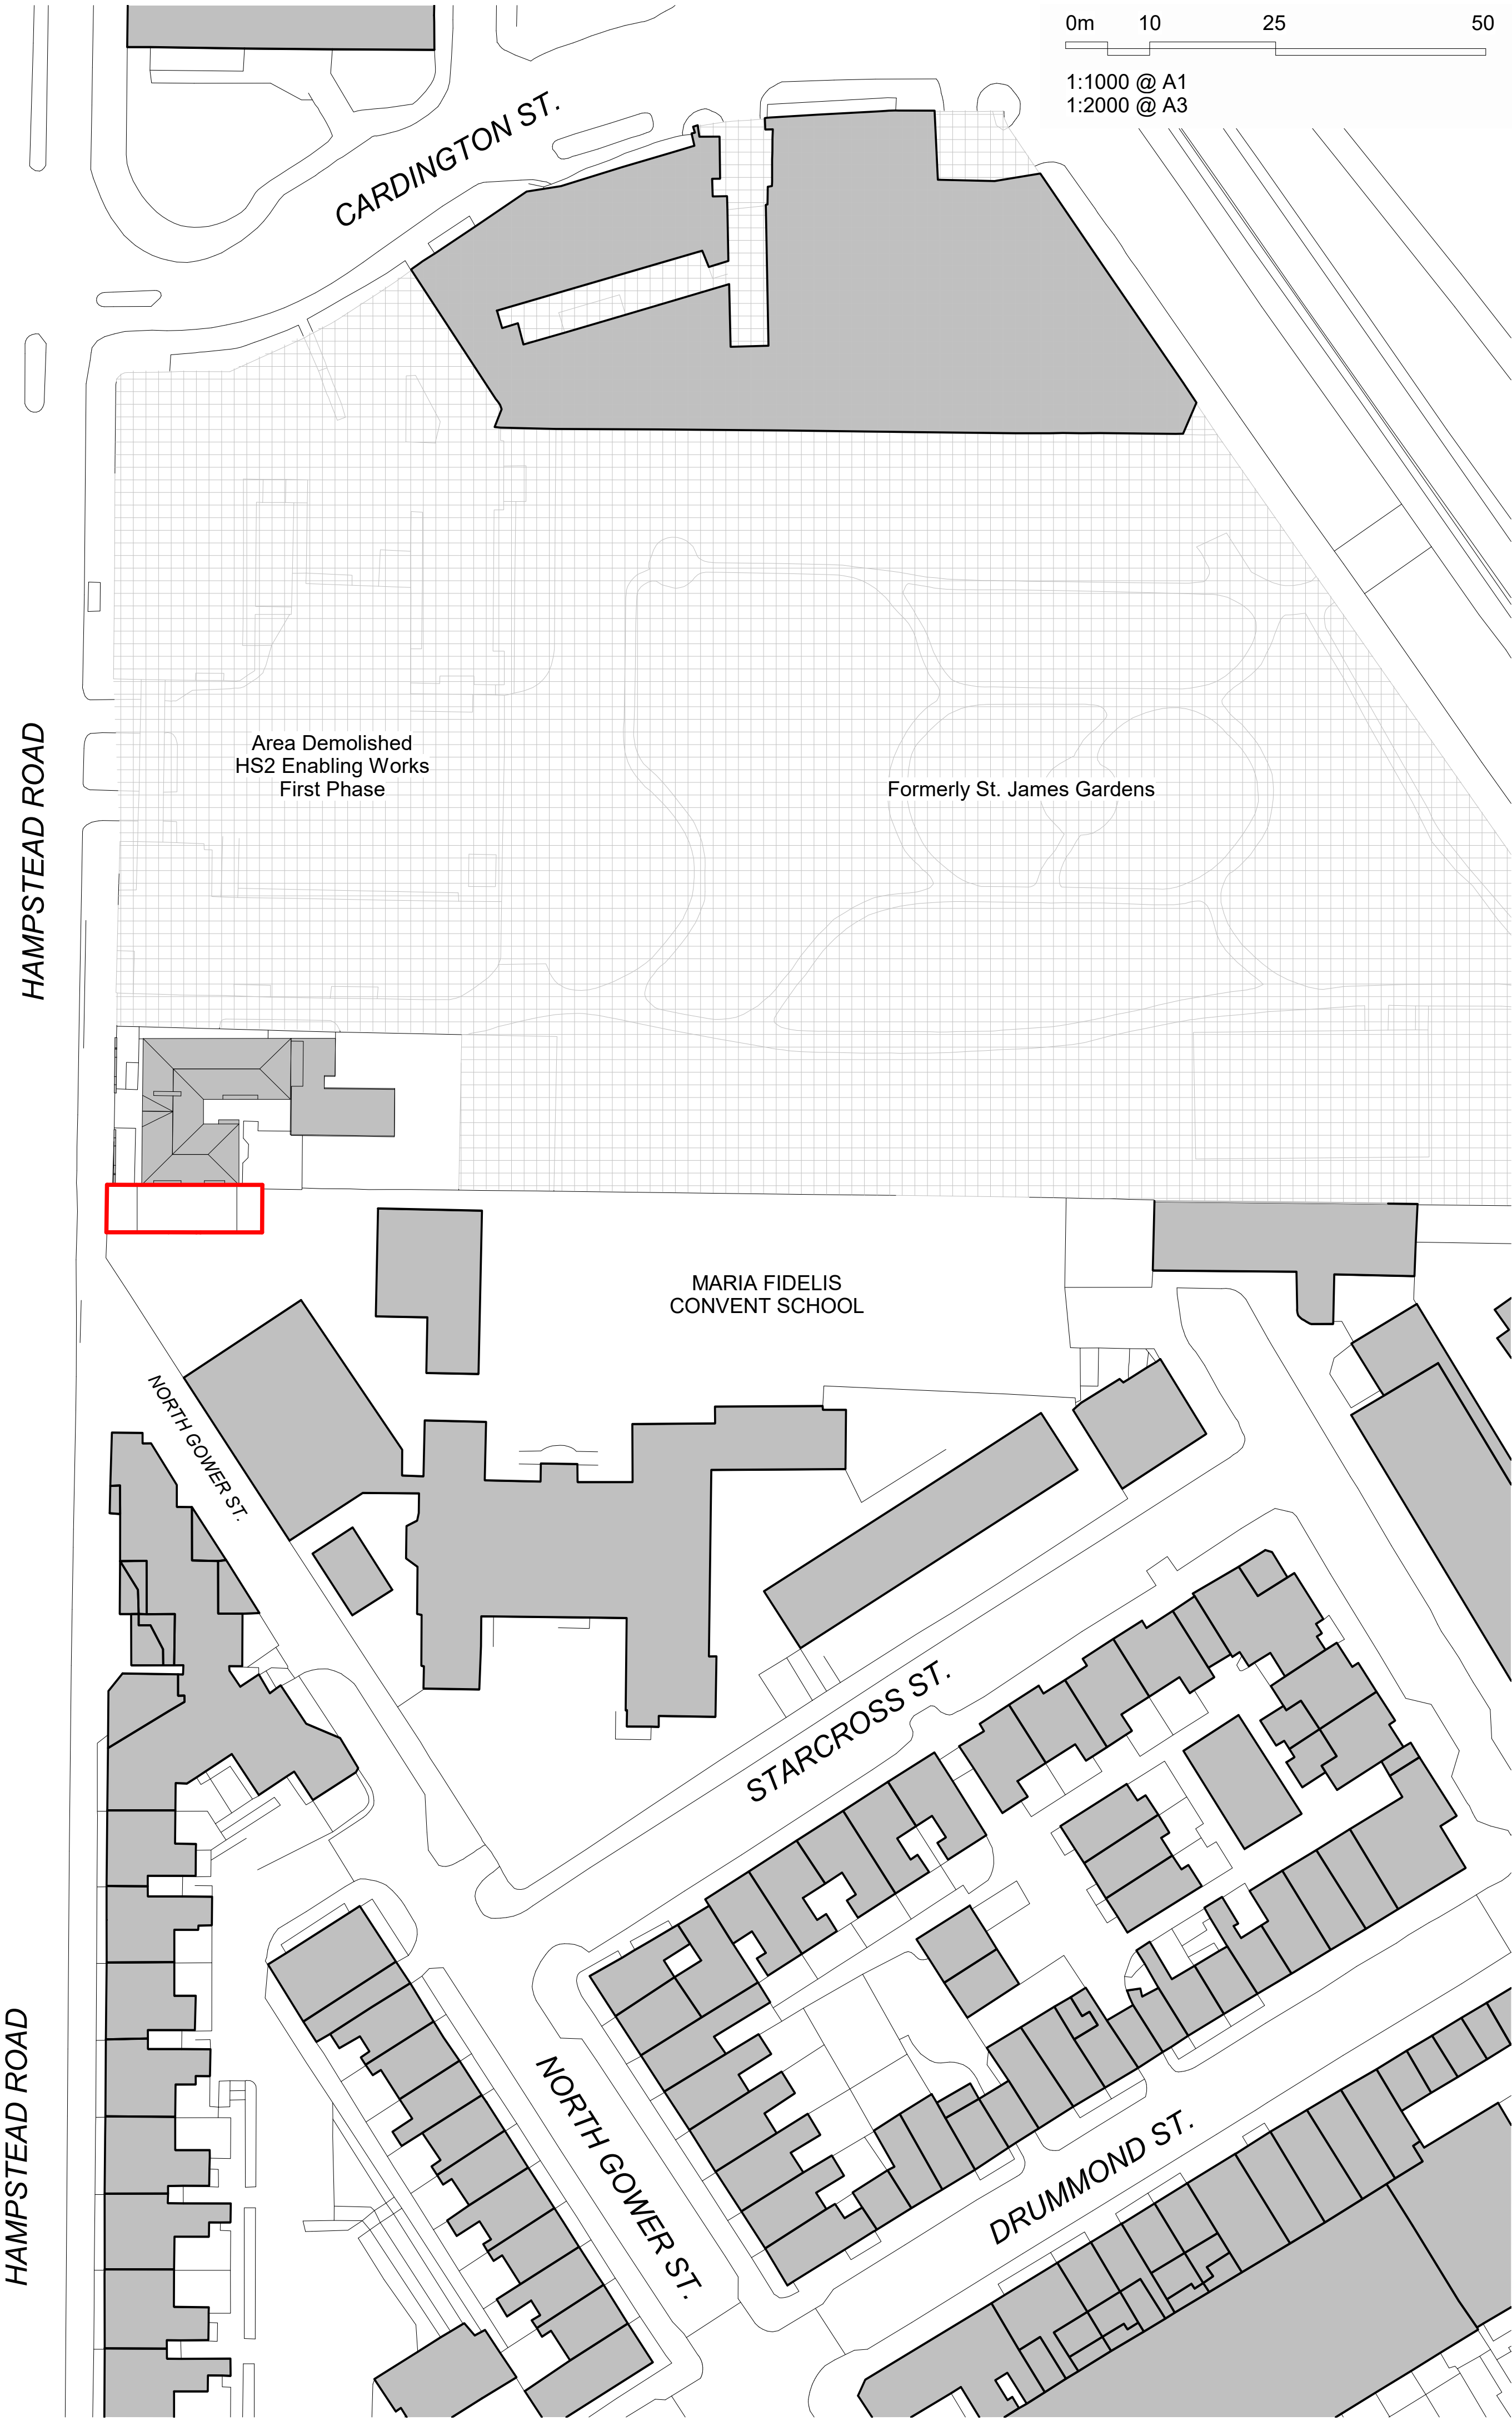 0m 10 25 50
1:1000 @ A1
1:2000 @ A3
CARDINGTON ST.
HAMPSTEAD ROAD
Area Demolished
HS2 Enabling Works
First Phase
Formerly St. James Gardens
MARIA FIDELIS
CONVENT SCHOOL
NORTH GOWER ST.
STARCROSS ST.
HAMPSTEAD ROAD
NORTH GOWER ST.
DRUMMOND ST.